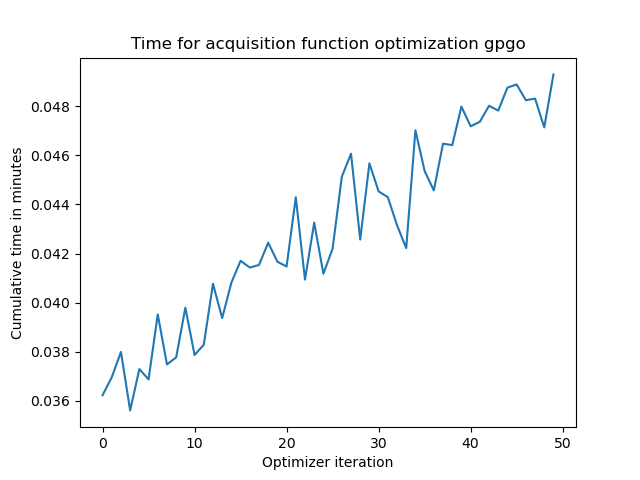 Time for acquisition function optimization gpgo
Cumulative time in minutes
0.048
0.046
0.044
0.042
0.040
0.038
0.036
0 10 20 30 40 50
Optimizer iteration